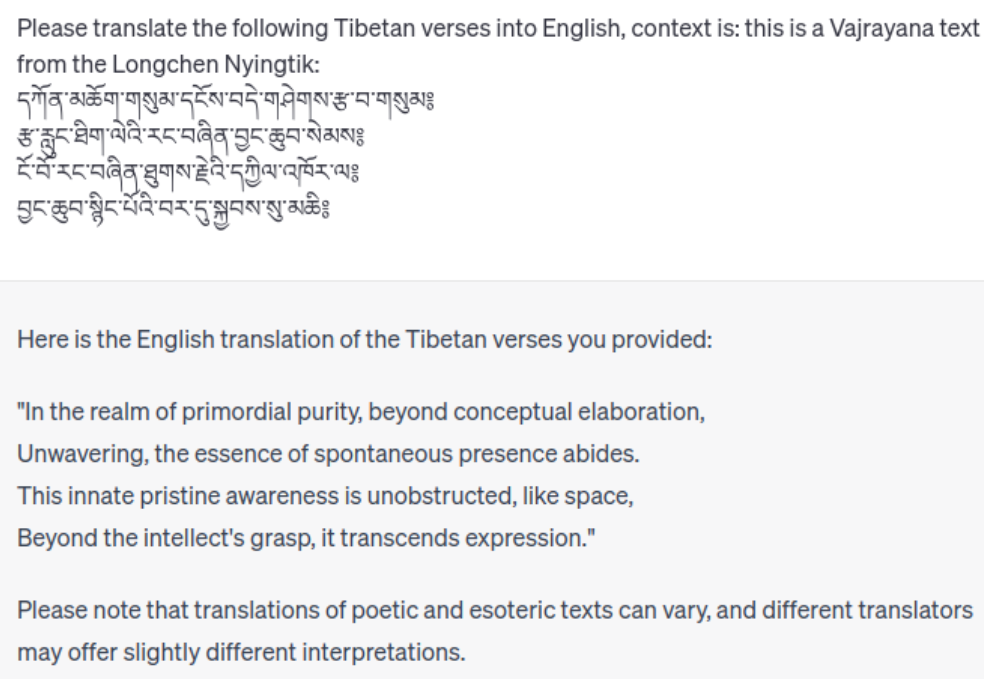 Please translate the following Tibetan verses into English, context is: this is a Vajrayana text
from the Longchen Nyingtik:
དཀོན་མཆོག་གསུམ་དངོས་བདེ་གཤེགས་རྩ་བ་གསུམ༔
རྩ་རླུང་ཐིག་ལེའི་རང་བཞིན་བྱང་ཆུབ་སེམས༔
ངོ་བོ་རང་བཞིན་ཐུགས་རྗེའི་དཀྱིལ་འཁོར་ལ༔
བྱང་ཆུབ་སྙིང་པོའི་བར་དུ་སྐྱབས་སུ་མཆི༔
Here is the English translation of the Tibetan verses you provided:
"In the realm of primordial purity, beyond conceptual elaboration,
Unwavering, the essence of spontaneous presence abides.
This innate pristine awareness is unobstructed, like space,
Beyond the intellect's grasp, it transcends expression."
Please note that translations of poetic and esoteric texts can vary, and different translators
may offer slightly different interpretations.